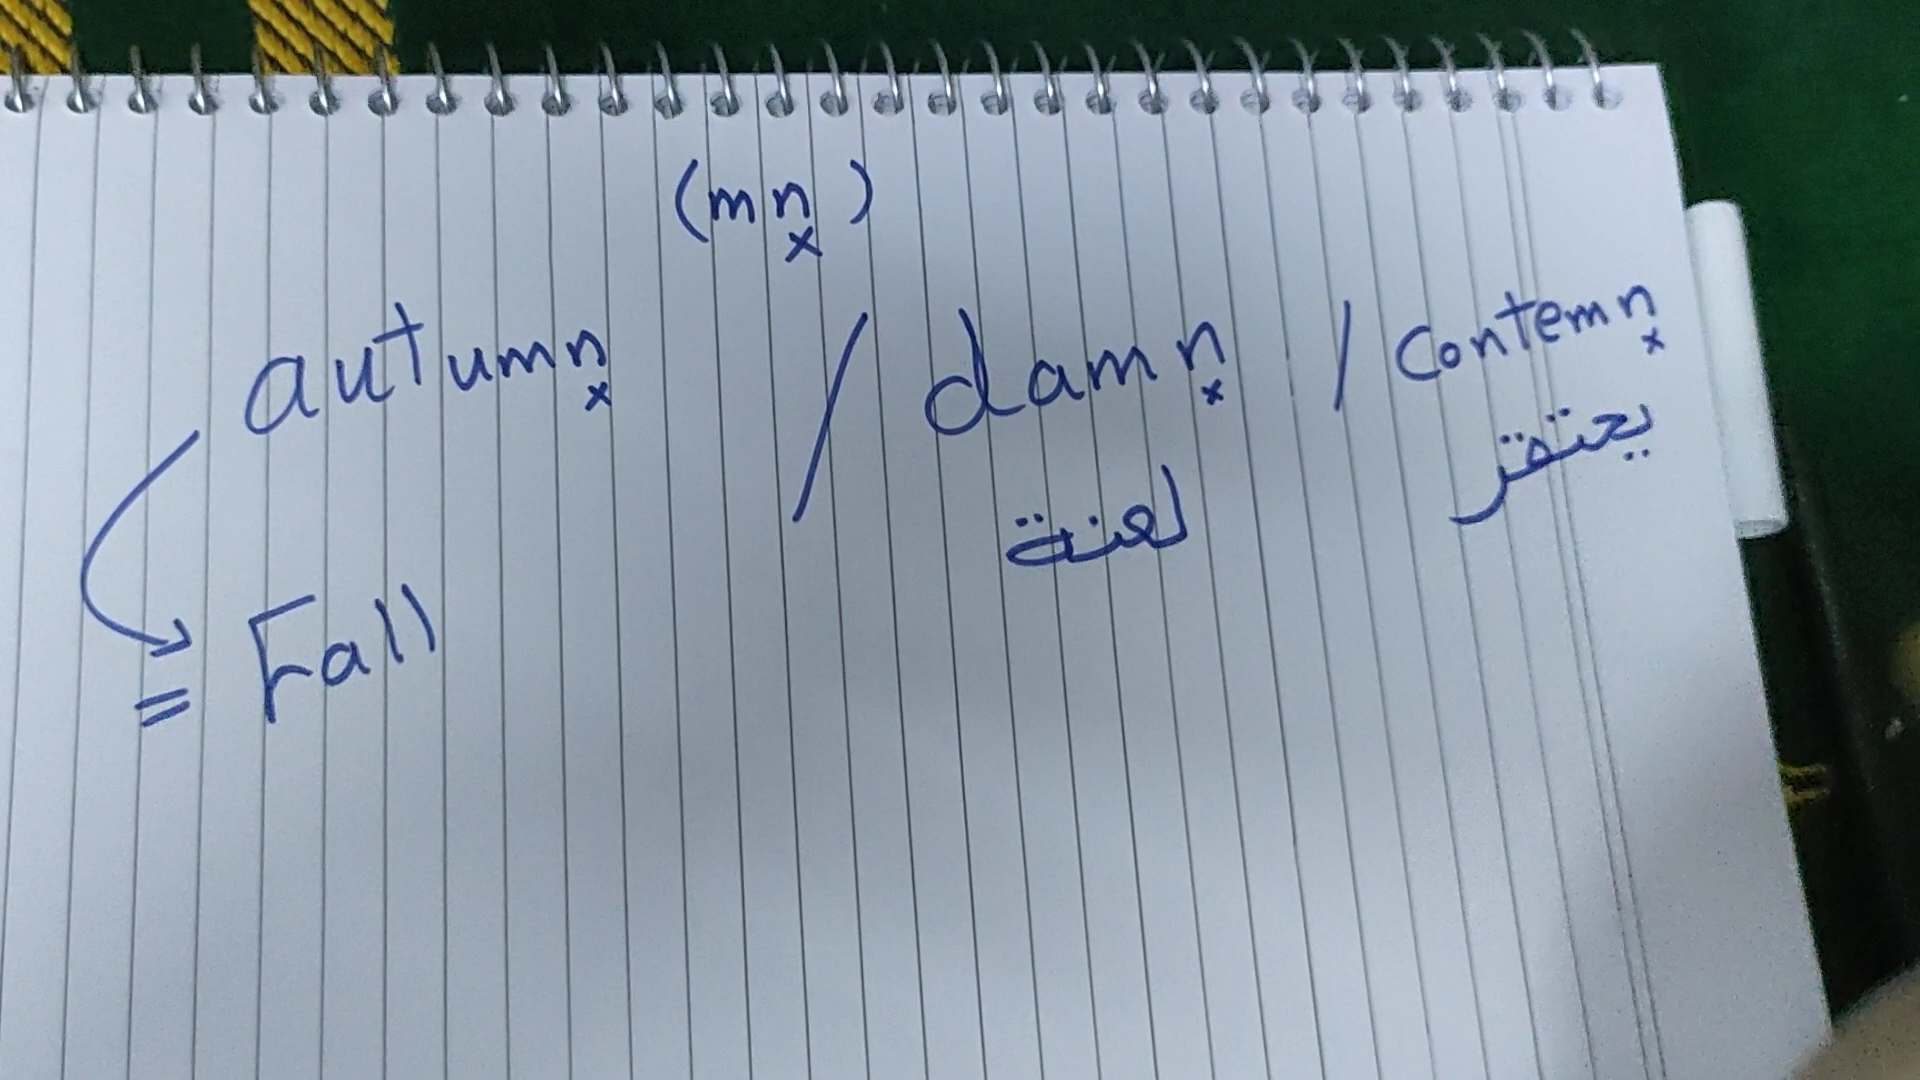 (mn)
x
autumn / damn / contemn
x x x
لعنة يحتقر
= Fall